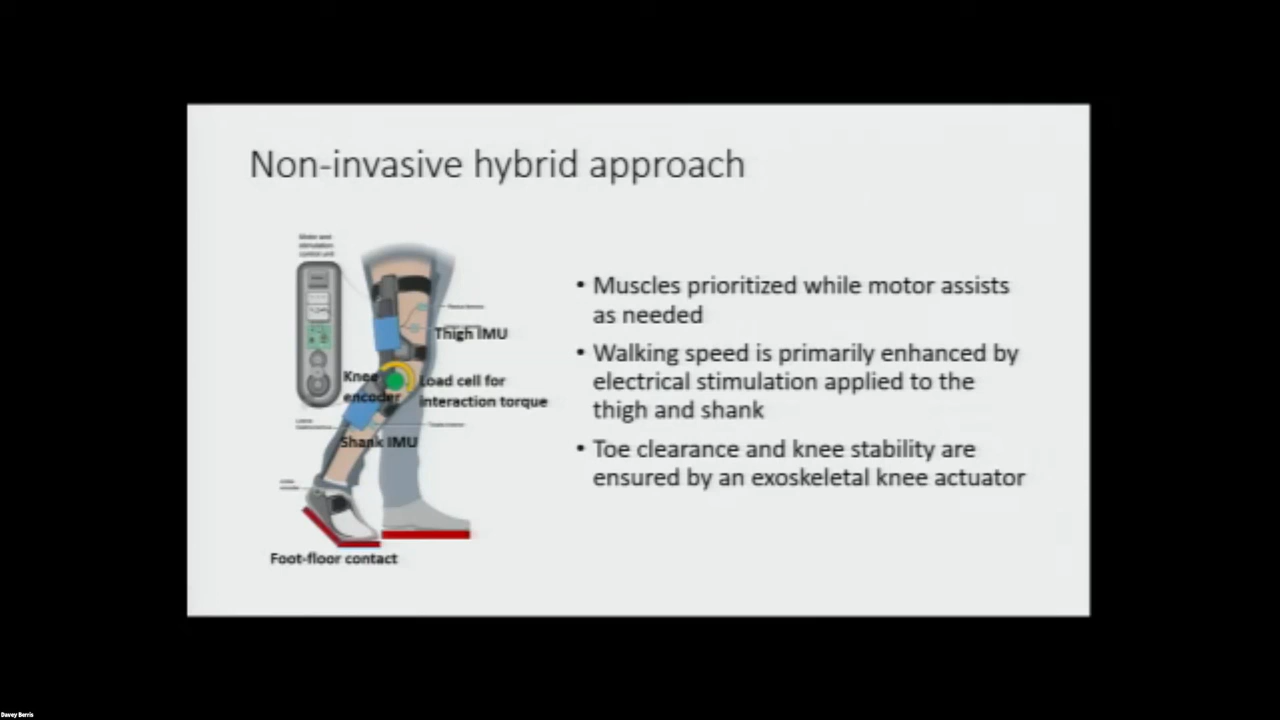 Non-invasive hybrid approach
Motor and
stimulation
control unit
Thigh IMU
Knee
encoder
Load cell for
interaction torque
Shank IMU
Foot-floor contact
• Muscles prioritized while motor assists
as needed
• Walking speed is primarily enhanced by
electrical stimulation applied to the
thigh and shank
• Toe clearance and knee stability are
ensured by an exoskeletal knee actuator
Davey Berris